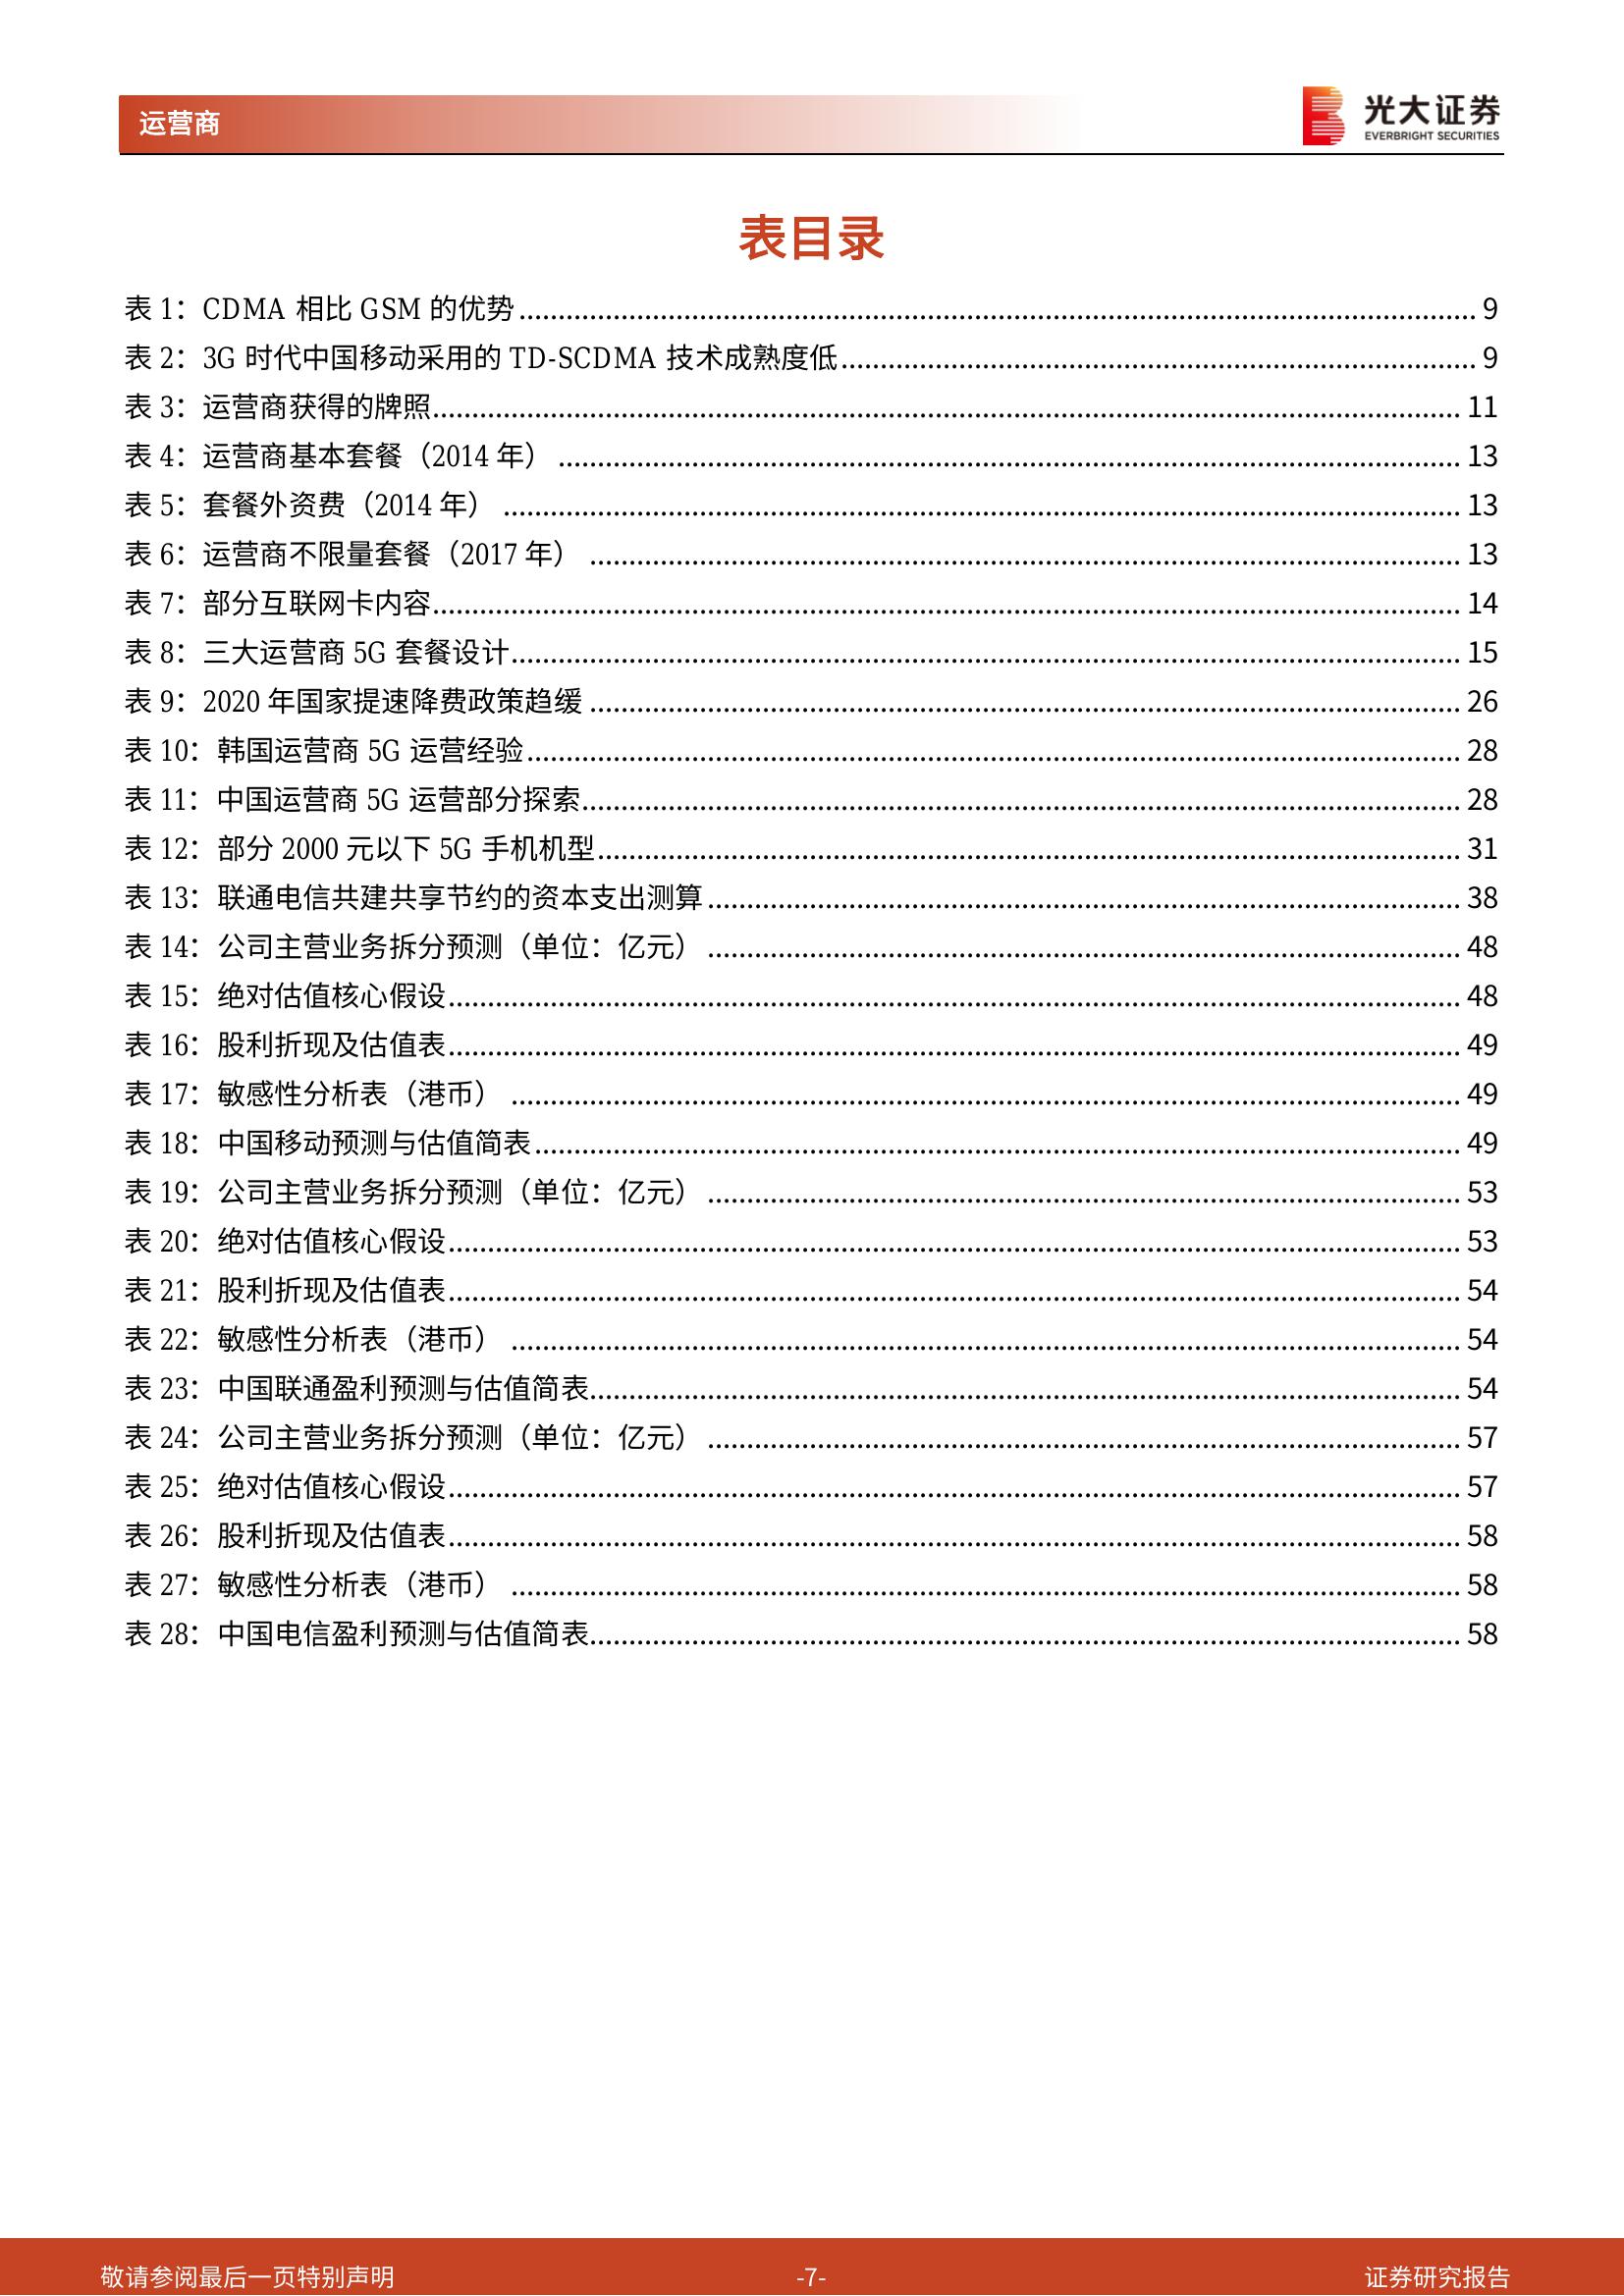 运营商
光大证券
EVERBRIGHT SECURITIES
表目录
表 1：CDMA 相比 GSM 的优势 9
表 2：3G 时代中国移动采用的 TD-SCDMA 技术成熟度低 9
表 3：运营商获得的牌照 11
表 4：运营商基本套餐（2014 年） 13
表 5：套餐外资费（2014 年） 13
表 6：运营商不限量套餐（2017 年） 13
表 7：部分互联网卡内容 14
表 8：三大运营商 5G 套餐设计 15
表 9：2020 年国家提速降费政策趋缓 26
表 10：韩国运营商 5G 运营经验 28
表 11：中国运营商 5G 运营部分探索 28
表 12：部分 2000 元以下 5G 手机机型 31
表 13：联通电信共建共享节约的资本支出测算 38
表 14：公司主营业务拆分预测（单位：亿元） 48
表 15：绝对估值核心假设 48
表 16：股利折现及估值表 49
表 17：敏感性分析表（港币） 49
表 18：中国移动预测与估值简表 49
表 19：公司主营业务拆分预测（单位：亿元） 53
表 20：绝对估值核心假设 53
表 21：股利折现及估值表 54
表 22：敏感性分析表（港币） 54
表 23：中国联通盈利预测与估值简表 54
表 24：公司主营业务拆分预测（单位：亿元） 57
表 25：绝对估值核心假设 57
表 26：股利折现及估值表 58
表 27：敏感性分析表（港币） 58
表 28：中国电信盈利预测与估值简表 58
敬请参阅最后一页特别声明 -7- 证券研究报告